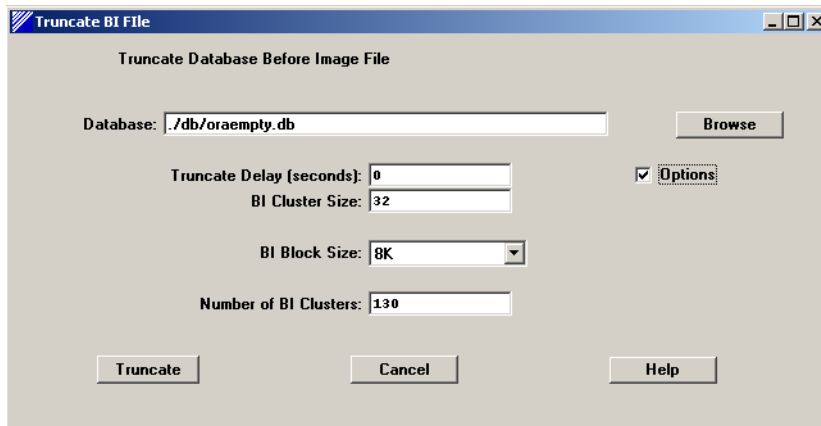 Truncate BI FIle
Truncate Database Before Image File
Database: ./db/oraempty.db Browse
Truncate Delay (seconds): 0 Options
BI Cluster Size: 32
BI Block Size: 8K
Number of BI Clusters: 130
Truncate Cancel Help